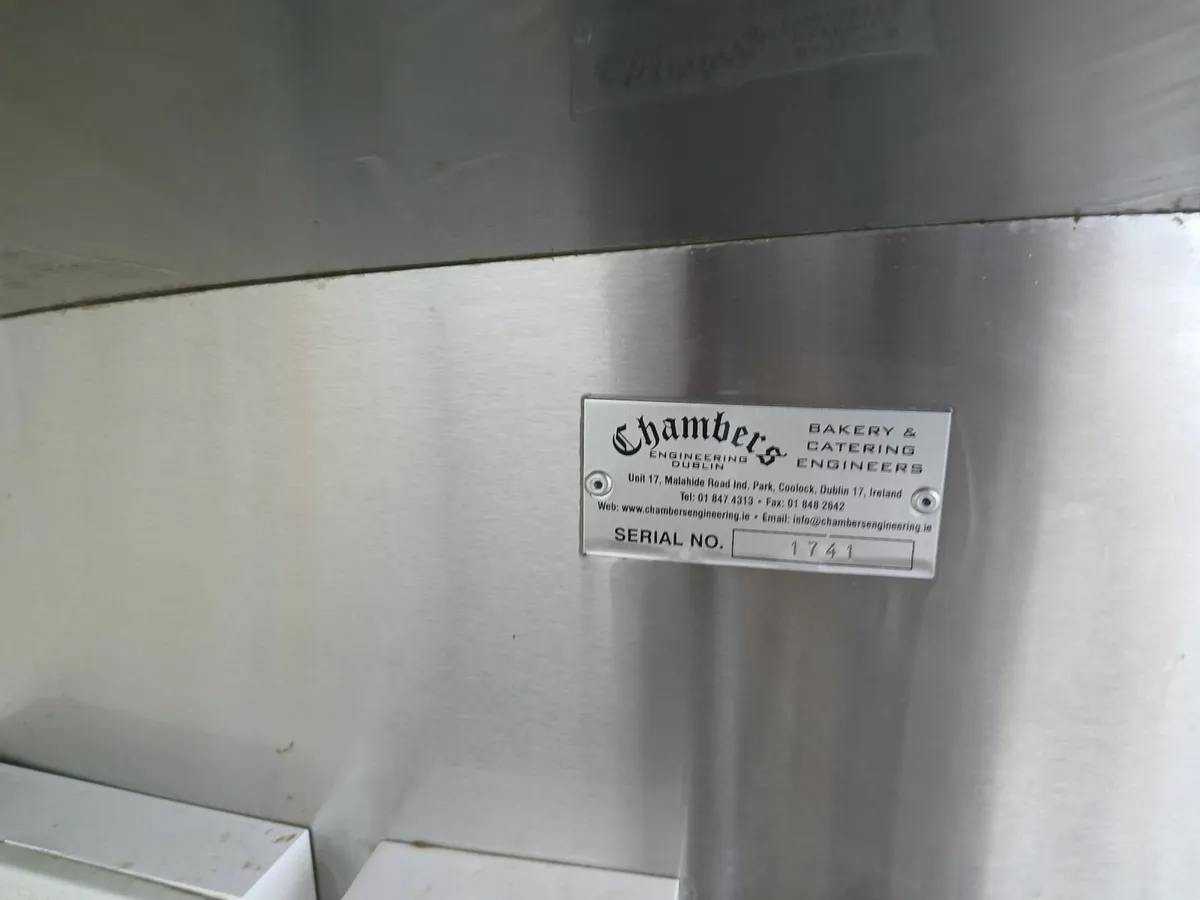 Chambers
ENGINEERING
DUBLIN
BAKERY &
CATERING
ENGINEERS
Unit 17, Malahide Road Ind. Park, Coolock, Dublin 17, Ireland
Tel: 01 847 4313 • Fax: 01 848 2642
Web: www.chambersengineering.ie • Email: info@chambersengineering.ie
SERIAL NO. 1741